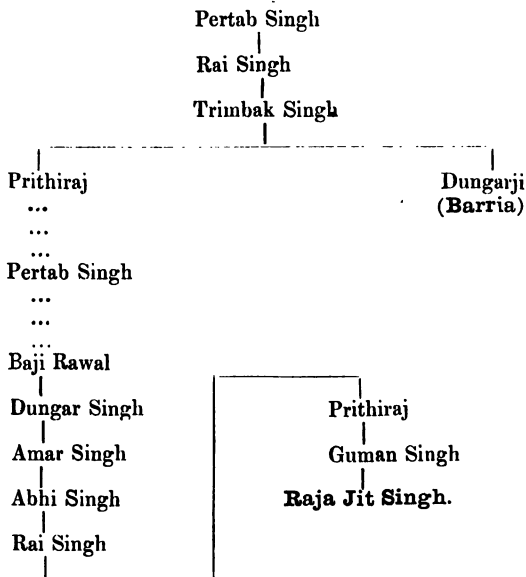 Pertab Singh
Rai Singh
Trimbak Singh
Prithiraj
Dungarji
(Barria)
...
...
...
Pertab Singh
...
...
...
Baji Rawal
Dungar Singh
Amar Singh
Abhi Singh
Rai Singh
Prithiraj
Guman Singh
Raja Jit Singh.